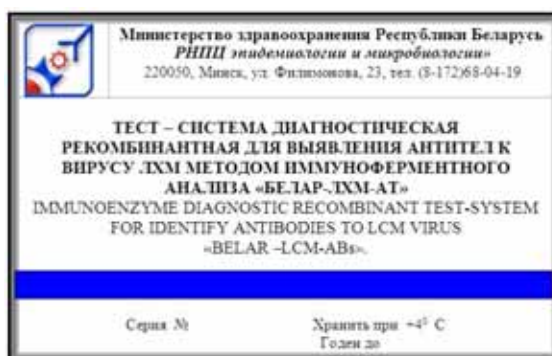 Министерство здравоохранения Республики Беларусь
РНПЦ эпидемиологии и микробиологии»
220050, Минск, ул. Филимонова, 23, тел. (8-172)68-04-19
ТЕСТ – СИСТЕМА ДИАГНОСТИЧЕСКАЯ
РЕКОМБИНАНТНАЯ ДЛЯ ВЫЯВЛЕНИЯ АНТИТЕЛ К
ВИРУСУ ЛХМ МЕТОДОМ ИММУНОФЕРМЕНТНОГО
АНАЛИЗА «БЕЛАР-ЛХМ-АТ»
IMMUNOENZYME DIAGNOSTIC RECOMBINANT TEST-SYSTEM
FOR IDENTIFY ANTIBODIES TO LCM VIRUS
«BELAR –LCM-ABs».
Серия № Хранить при +4⁰ С
Годен до